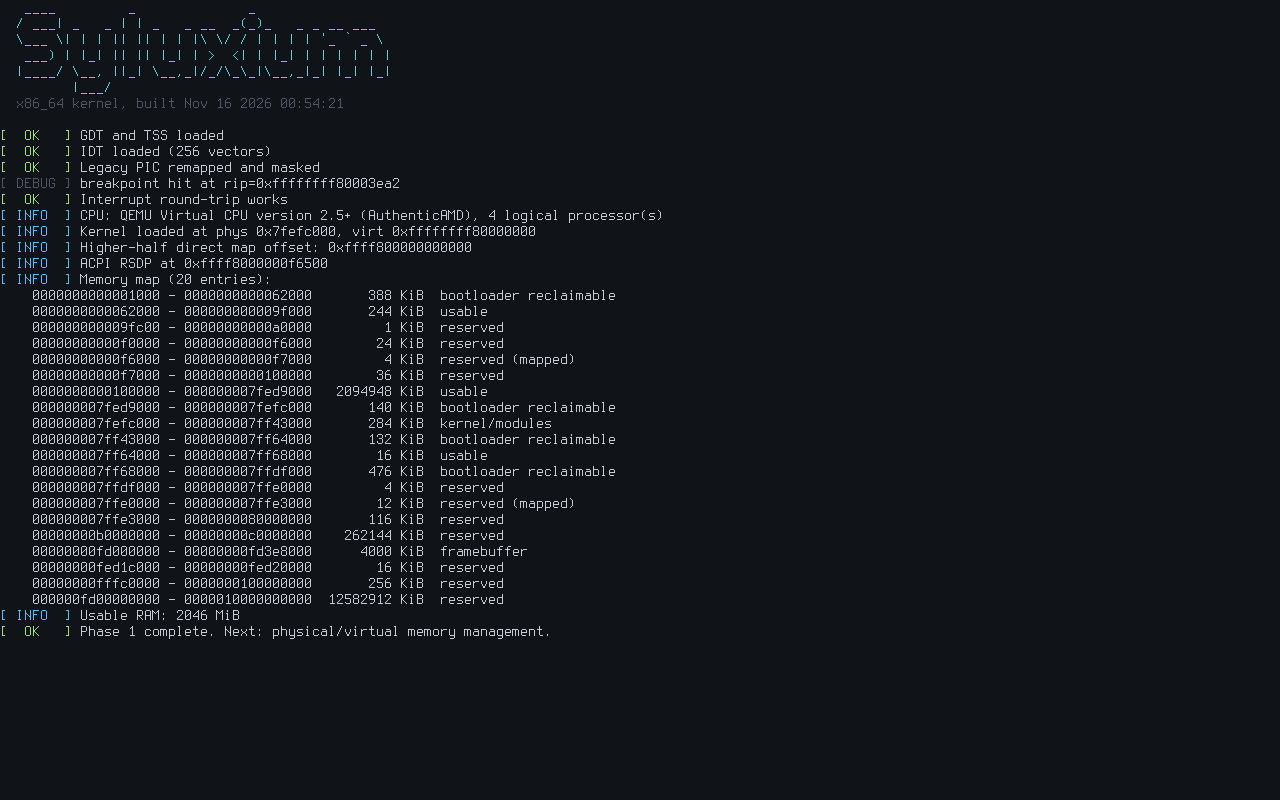 Syluxium
x86_64 kernel, built Nov 16 2026 00:54:21
[  OK   ] GDT and TSS loaded
[  OK   ] IDT loaded (256 vectors)
[  OK   ] Legacy PIC remapped and masked
[ DEBUG ] breakpoint hit at rip=0xffffffff80003ea2
[  OK   ] Interrupt round-trip works
[ INFO  ] CPU: QEMU Virtual CPU version 2.5+ (AuthenticAMD), 4 logical processor(s)
[ INFO  ] Kernel loaded at phys 0x7fefc000, virt 0xffffffff80000000
[ INFO  ] Higher-half direct map offset: 0xffff800000000000
[ INFO  ] ACPI RSDP at 0xffff8000000f6500
[ INFO  ] Memory map (20 entries):
0000000000001000 - 0000000000062000       388 KiB  bootloader reclaimable
0000000000062000 - 000000000009f000       244 KiB  usable
000000000009fc00 - 00000000000a0000         1 KiB  reserved
00000000000f0000 - 00000000000f6000        24 KiB  reserved
00000000000f6000 - 00000000000f7000         4 KiB  reserved (mapped)
00000000000f7000 - 0000000000100000        36 KiB  reserved
0000000000100000 - 000000007fed9000   2094948 KiB  usable
000000007fed9000 - 000000007fefc000       140 KiB  bootloader reclaimable
000000007fefc000 - 000000007ff43000       284 KiB  kernel/modules
000000007ff43000 - 000000007ff64000       132 KiB  bootloader reclaimable
000000007ff64000 - 000000007ff68000        16 KiB  usable
000000007ff68000 - 000000007ffdf000       476 KiB  bootloader reclaimable
000000007ffdf000 - 000000007ffe0000         4 KiB  reserved
000000007ffe0000 - 000000007ffe3000        12 KiB  reserved (mapped)
000000007ffe3000 - 0000000080000000       116 KiB  reserved
00000000b0000000 - 00000000c0000000    262144 KiB  reserved
00000000fd000000 - 00000000fd3e8000      4000 KiB  framebuffer
00000000fed1c000 - 00000000fed20000        16 KiB  reserved
00000000fffc0000 - 0000000100000000       256 KiB  reserved
000000fd00000000 - 0000010000000000  12582912 KiB  reserved
[ INFO  ] Usable RAM: 2046 MiB
[  OK   ] Phase 1 complete. Next: physical/virtual memory management.